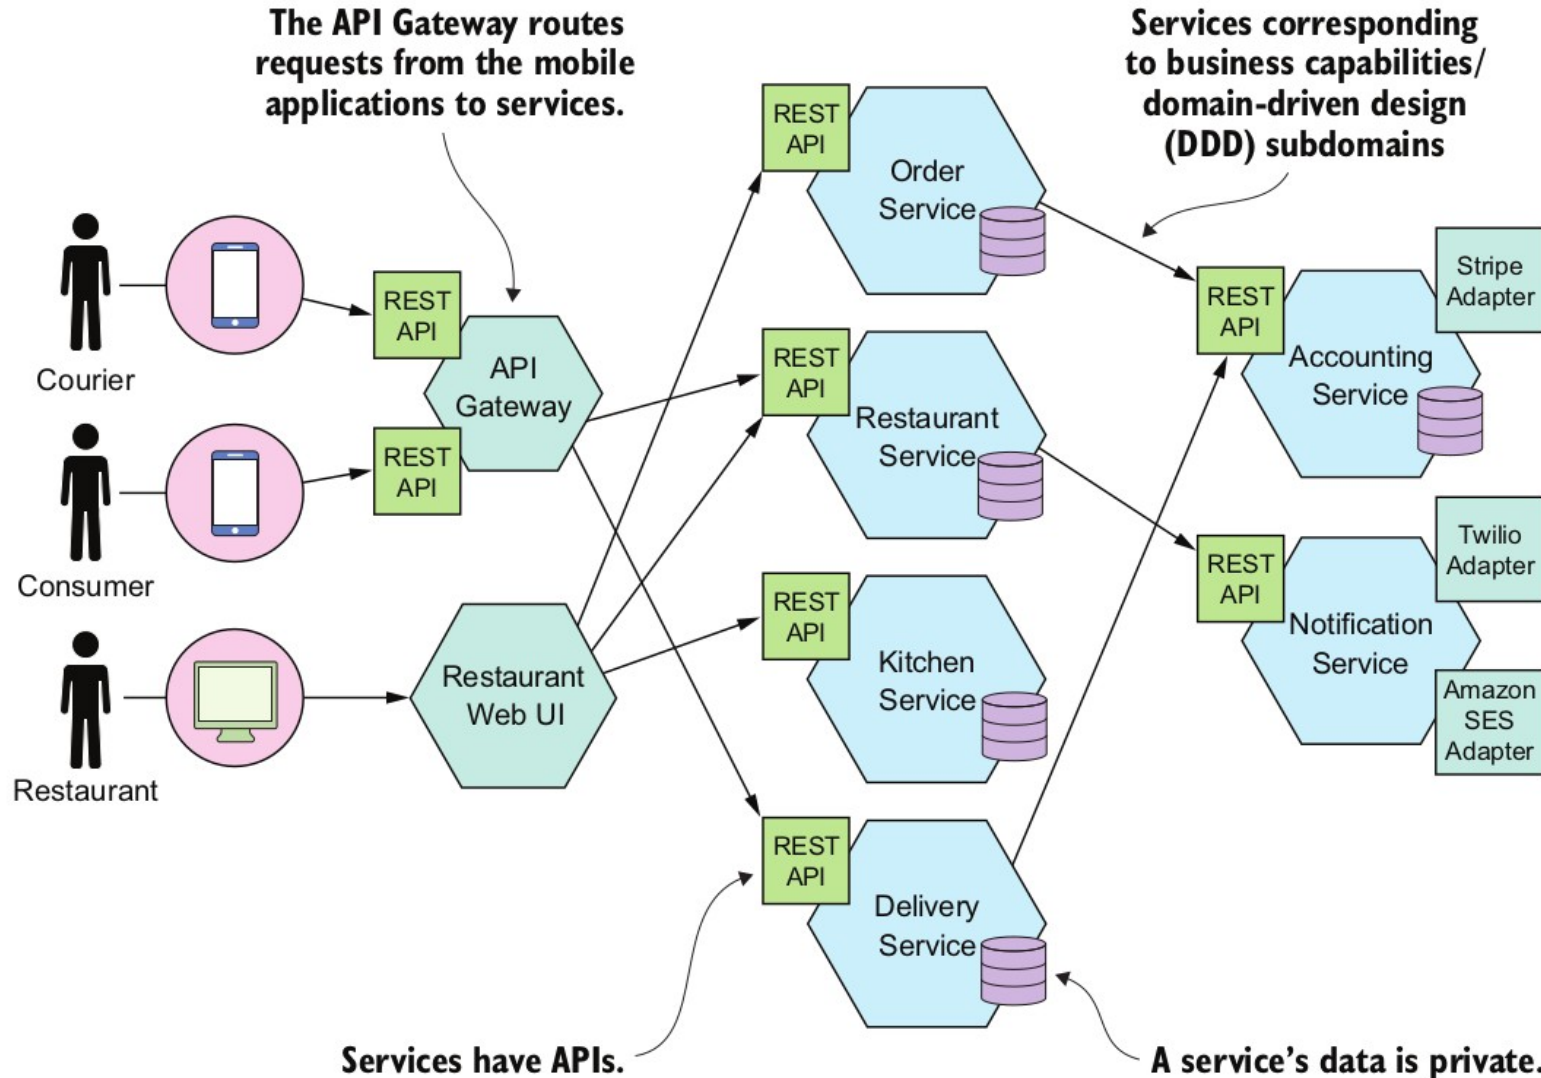 The API Gateway routes
requests from the mobile
applications to services.
Services corresponding
to business capabilities/
domain-driven design
(DDD) subdomains
REST
API
Order
Service
Courier
REST
API
API
Gateway
REST
API
Consumer
REST
API
Restaurant
Service
REST
API
Accounting
Service
Stripe
Adapter
Restaurant
Restaurant
Web UI
REST
API
Kitchen
Service
REST
API
Notification
Service
Twilio
Adapter
Amazon
SES
Adapter
REST
API
Delivery
Service
Services have APIs.
A service's data is private.